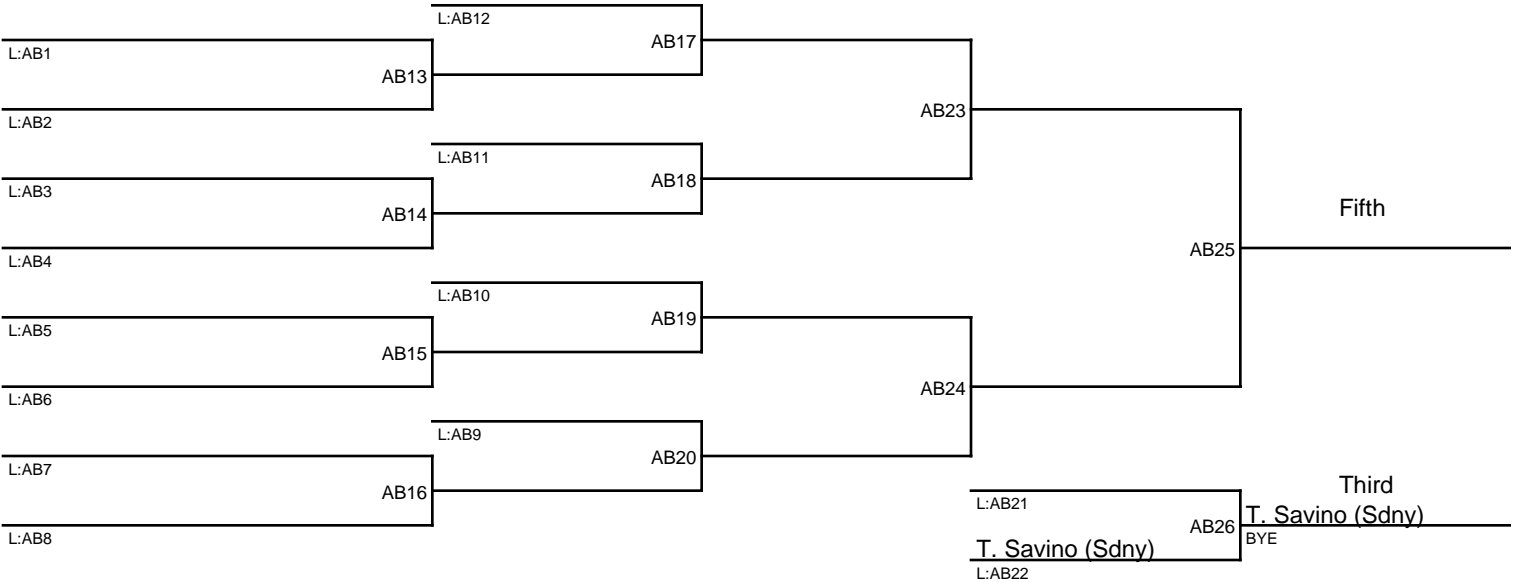 L:AB12
AB17
L:AB1
AB13
L:AB2
AB23
L:AB11
L:AB3
AB18
AB14
Fifth
L:AB4
AB25
L:AB10
L:AB5
AB19
AB15
L:AB6
AB24
L:AB9
L:AB7
AB20
AB16
Third
L:AB21
T. Savino (Sdny)
AB26
BYE
L:AB8
T. Savino (Sdny)
L:AB22